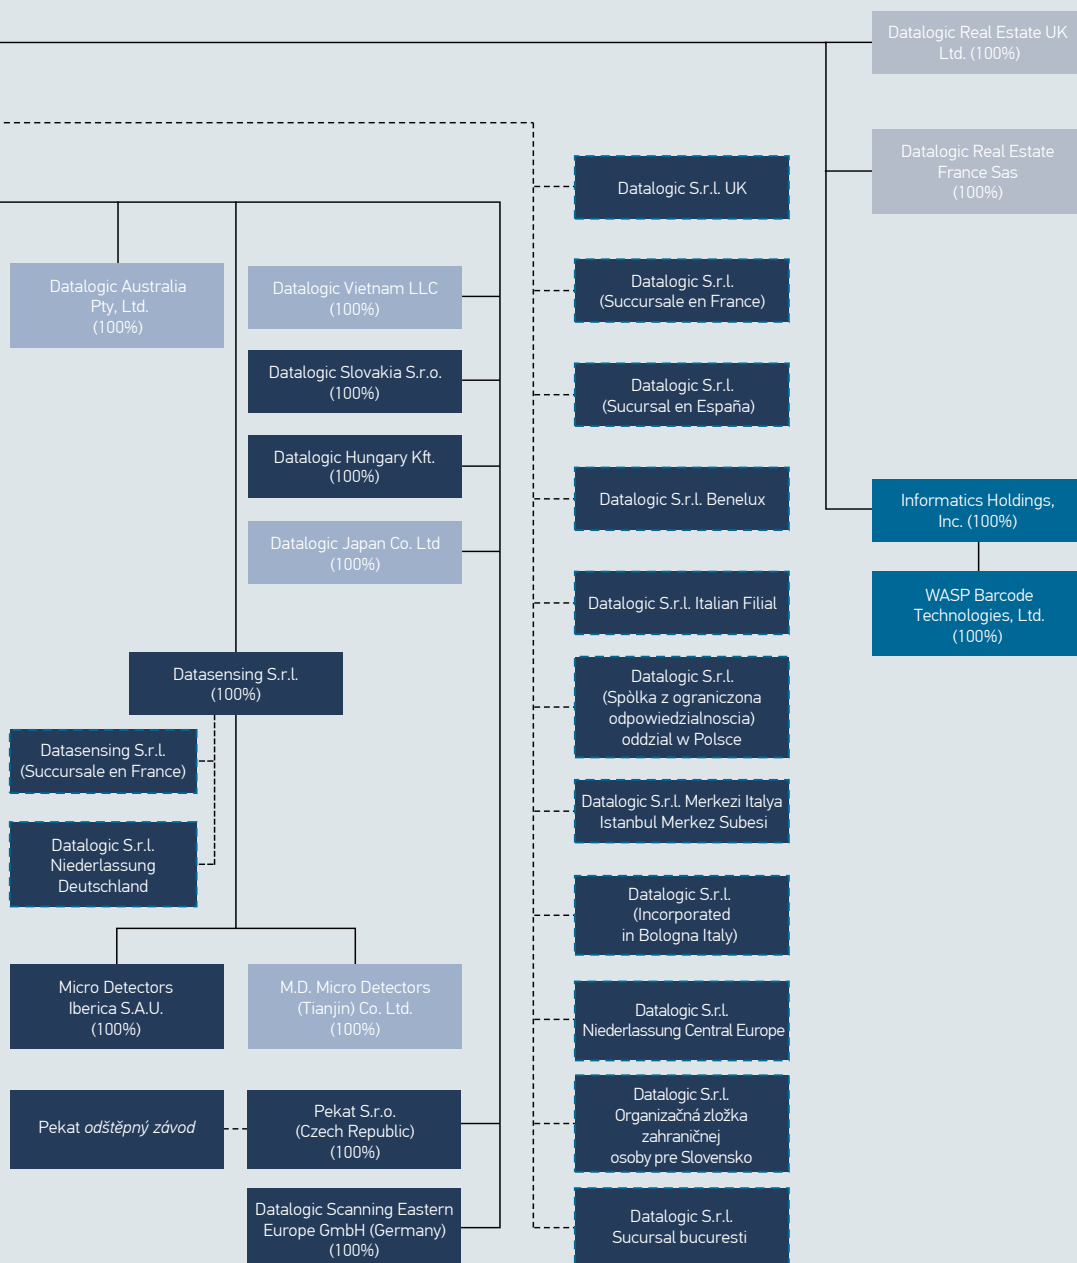 Datalogic Real Estate UK
Ltd. (100%)
Datalogic Real Estate
France Sas
(100%)
Datalogic S.r.l. UK
Datalogic Australia
Pty, Ltd.
(100%)
Datalogic Vietnam LLC
(100%)
Datalogic S.r.l.
(Succursale en France)
Datalogic Slovakia S.r.o.
(100%)
Datalogic S.r.l.
(Sucursal en España)
Datalogic Hungary Kft.
(100%)
Datalogic S.r.l. Benelux
Informatics Holdings,
Inc. (100%)
Datalogic Japan Co. Ltd
(100%)
Datalogic S.r.l. Italian Filial
WASP Barcode
Technologies, Ltd.
(100%)
Datasensing S.r.l.
(100%)
Datalogic S.r.l.
(Spòlka z ograniczona
odpowiedzialnoscia)
oddzial w Polsce
Datasensing S.r.l.
(Succursale en France)
Datalogic S.r.l. Merkezi Italya
Istanbul Merkez Subesi
Datalogic S.r.l.
Niederlassung
Deutschland
Datalogic S.r.l.
(Incorporated
in Bologna Italy)
Micro Detectors
Iberica S.A.U.
(100%)
M.D. Micro Detectors
(Tianjin) Co. Ltd.
(100%)
Datalogic S.r.l.
Niederlassung Central Europe
Pekat odštěpný závod
Pekat S.r.o.
(Czech Republic)
(100%)
Datalogic S.r.l.
Organizačná zložka
zahraničnej
osoby pre Slovensko
Datalogic Scanning Eastern
Europe GmbH (Germany)
(100%)
Datalogic S.r.l.
Sucursal bucuresti